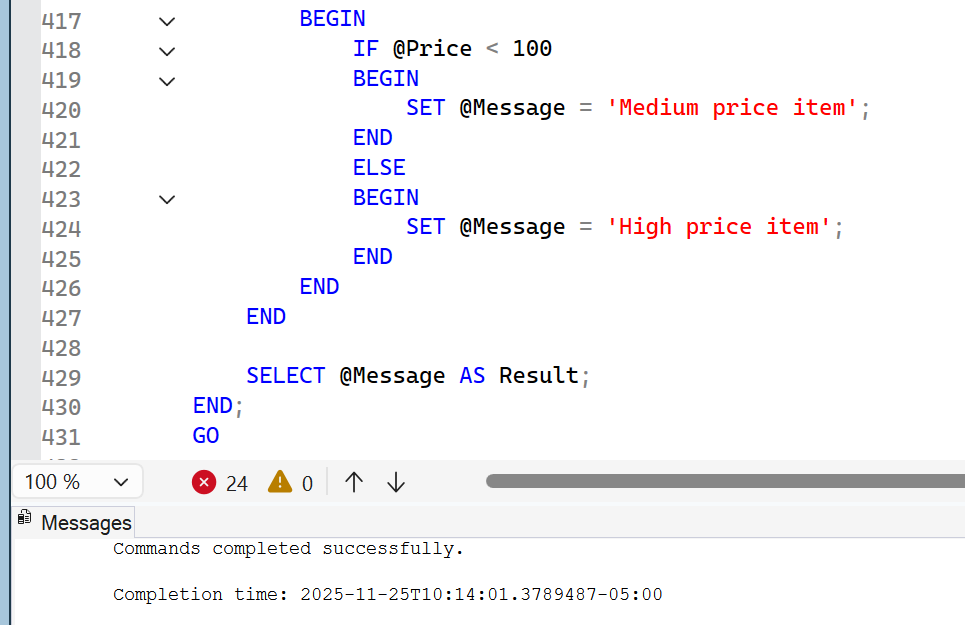 417 BEGIN
418 IF @Price < 100
419 BEGIN
420 SET @Message = 'Medium price item';
421 END
422 ELSE
423 BEGIN
424 SET @Message = 'High price item';
425 END
426 END
427 END
428
429 SELECT @Message AS Result;
430 END;
431 GO
100 % 24 0
Messages
Commands completed successfully.
Completion time: 2025-11-25T10:14:01.3789487-05:00